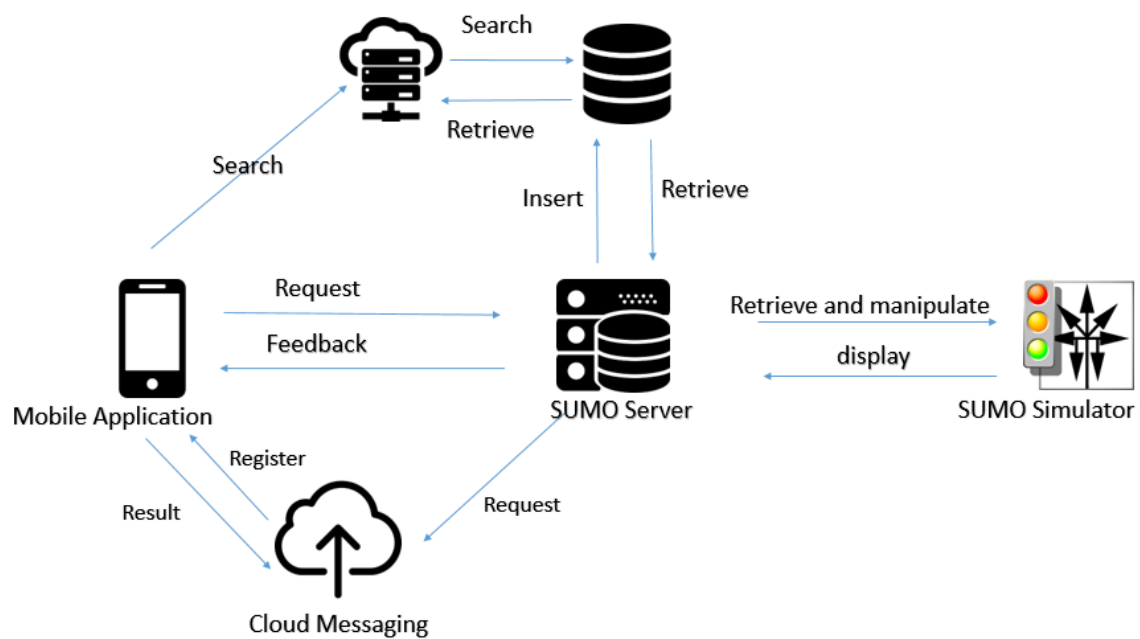 Search
Retrieve
Search
Insert
Retrieve
Request
Retrieve and manipulate
Feedback
display
Mobile Application
SUMO Server
SUMO Simulator
Register
Result
Request
Cloud Messaging